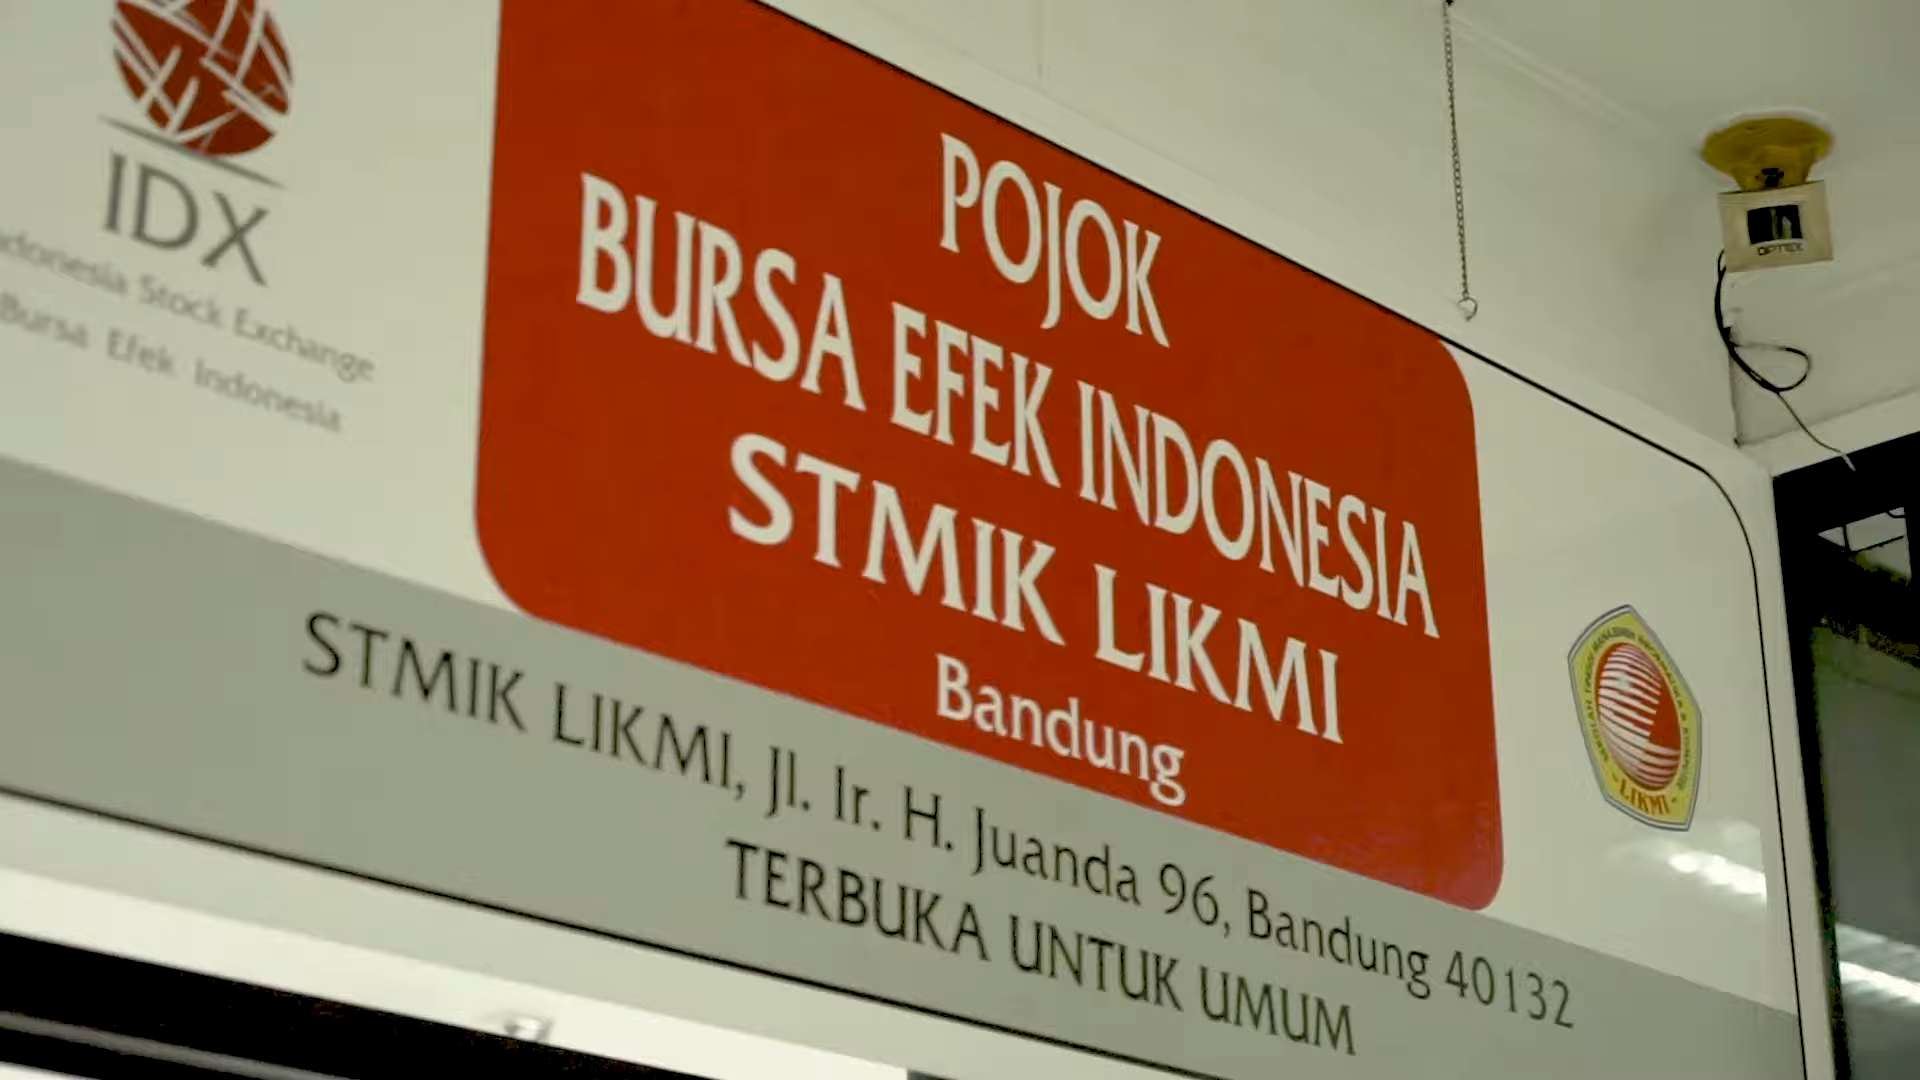 IDX
Indonesia Stock Exchange
Bursa Efek Indonesia
POJOK
BURSA EFEK INDONESIA
STMIK LIKMI
Bandung
STMIK LIKMI, Jl. Ir. H. Juanda 96, Bandung 40132
TERBUKA UNTUK UMUM
LIKMI
OPTEX